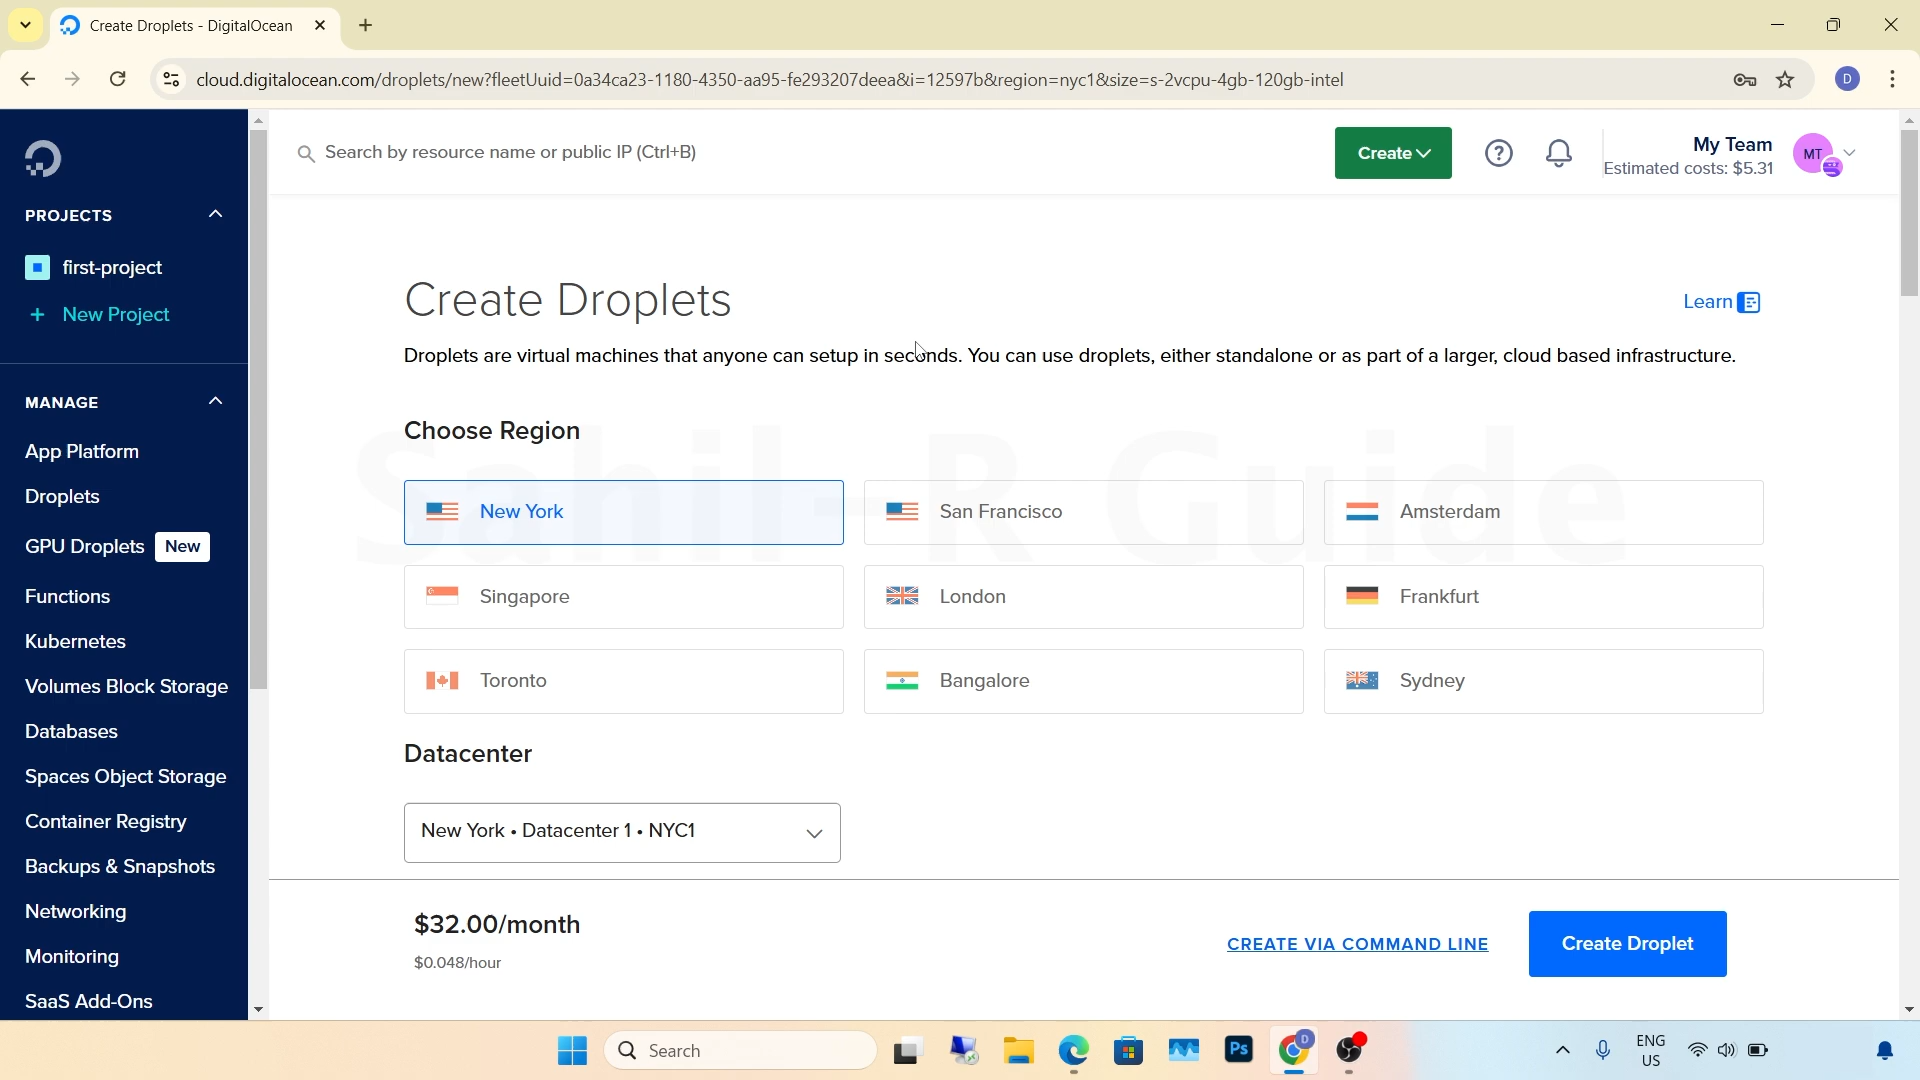 Create Droplets - DigitalOcean
cloud.digitalocean.com/droplets/new?fleetUuid=0a34ca23-1180-4350-aa95-fe293207deea&i=12597b&region=nyc1&size=s-2vcpu-4gb-120gb-intel
D
Search by resource name or public IP (Ctrl+B)
Create
My Team
Estimated costs: $5.31
MT
PROJECTS
first-project
+ New Project
MANAGE
App Platform
Droplets
GPU Droplets New
Functions
Kubernetes
Volumes Block Storage
Databases
Spaces Object Storage
Container Registry
Backups & Snapshots
Networking
Monitoring
SaaS Add-Ons
Create Droplets
Learn
Droplets are virtual machines that anyone can setup in seconds. You can use droplets, either standalone or as part of a larger, cloud based infrastructure.
Choose Region
Sahil-R Guide
New York
San Francisco
Amsterdam
Singapore
London
Frankfurt
Toronto
Bangalore
Sydney
Datacenter
New York • Datacenter 1 • NYC1
$32.00/month
$0.048/hour
CREATE VIA COMMAND LINE
Create Droplet
Search
Ps
D
ENG
US